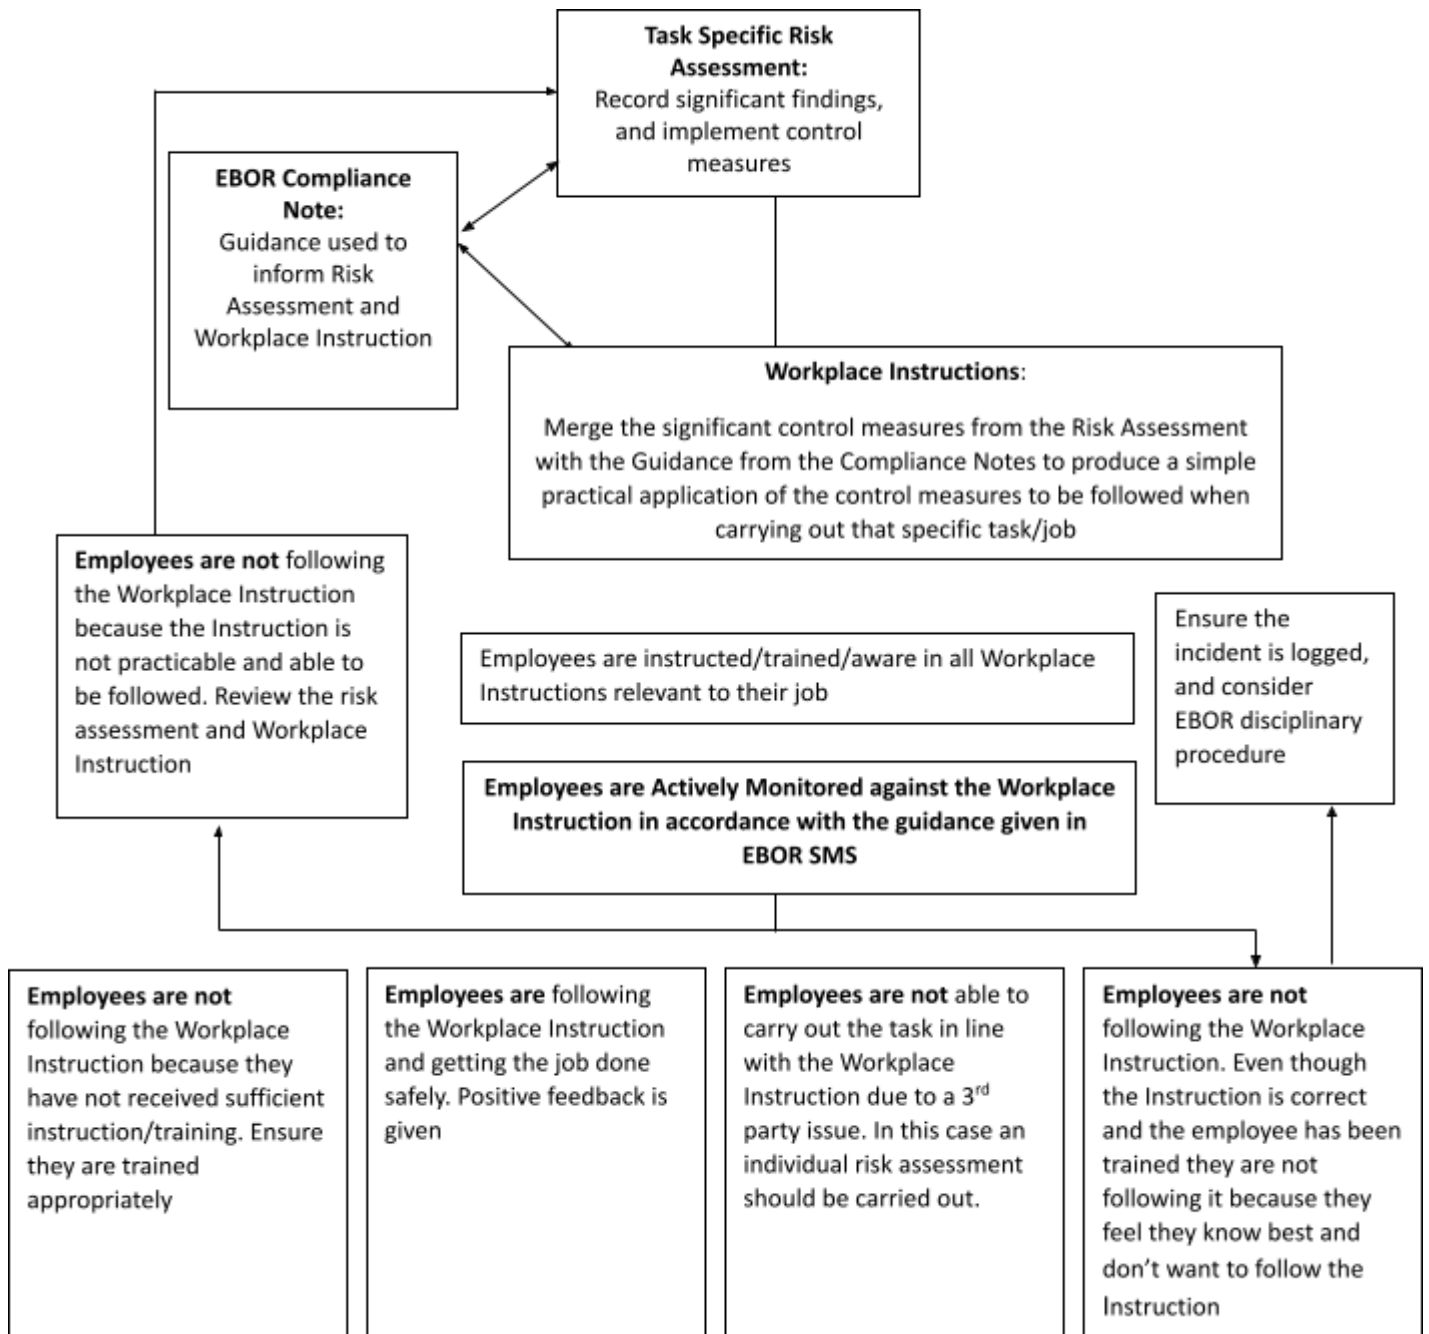 Task Specific Risk
Assessment:
Record significant findings,
and implement control
measures
EBOR Compliance
Note:
Guidance used to
inform Risk
Assessment and
Workplace Instruction
Workplace Instructions:
Merge the significant control measures from the Risk Assessment
with the Guidance from the Compliance Notes to produce a simple
practical application of the control measures to be followed when
carrying out that specific task/job
Employees are not following
the Workplace Instruction
because the Instruction is
not practicable and able to
be followed. Review the risk
assessment and Workplace
Instruction
Employees are instructed/trained/aware in all Workplace
Instructions relevant to their job
Ensure the
incident is logged,
and consider
EBOR disciplinary
procedure
Employees are Actively Monitored against the Workplace
Instruction in accordance with the guidance given in
EBOR SMS
Employees are not
following the Workplace
Instruction because they
have not received sufficient
instruction/training. Ensure
they are trained
appropriately
Employees are following
the Workplace Instruction
and getting the job done
safely. Positive feedback is
given
Employees are not able to
carry out the task in line
with the Workplace
Instruction due to a 3rd
party issue. In this case an
individual risk assessment
should be carried out.
Employees are not
following the Workplace
Instruction. Even though
the Instruction is correct
and the employee has been
trained they are not
following it because they
feel they know best and
don't want to follow the
Instruction